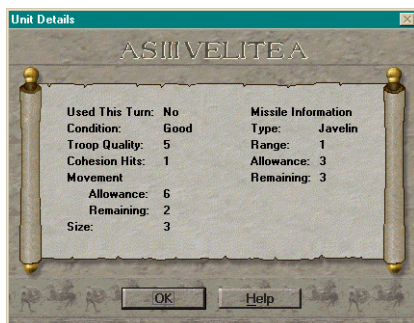 Unit Details
ASIII VELITE A
Used This Turn: No
Condition: Good
Troop Quality: 5
Cohesion Hits: 1
Movement
Allowance: 6
Remaining: 2
Size: 3
Missile Information
Type: Javelin
Range: 1
Allowance: 3
Remaining: 3
OK
Help